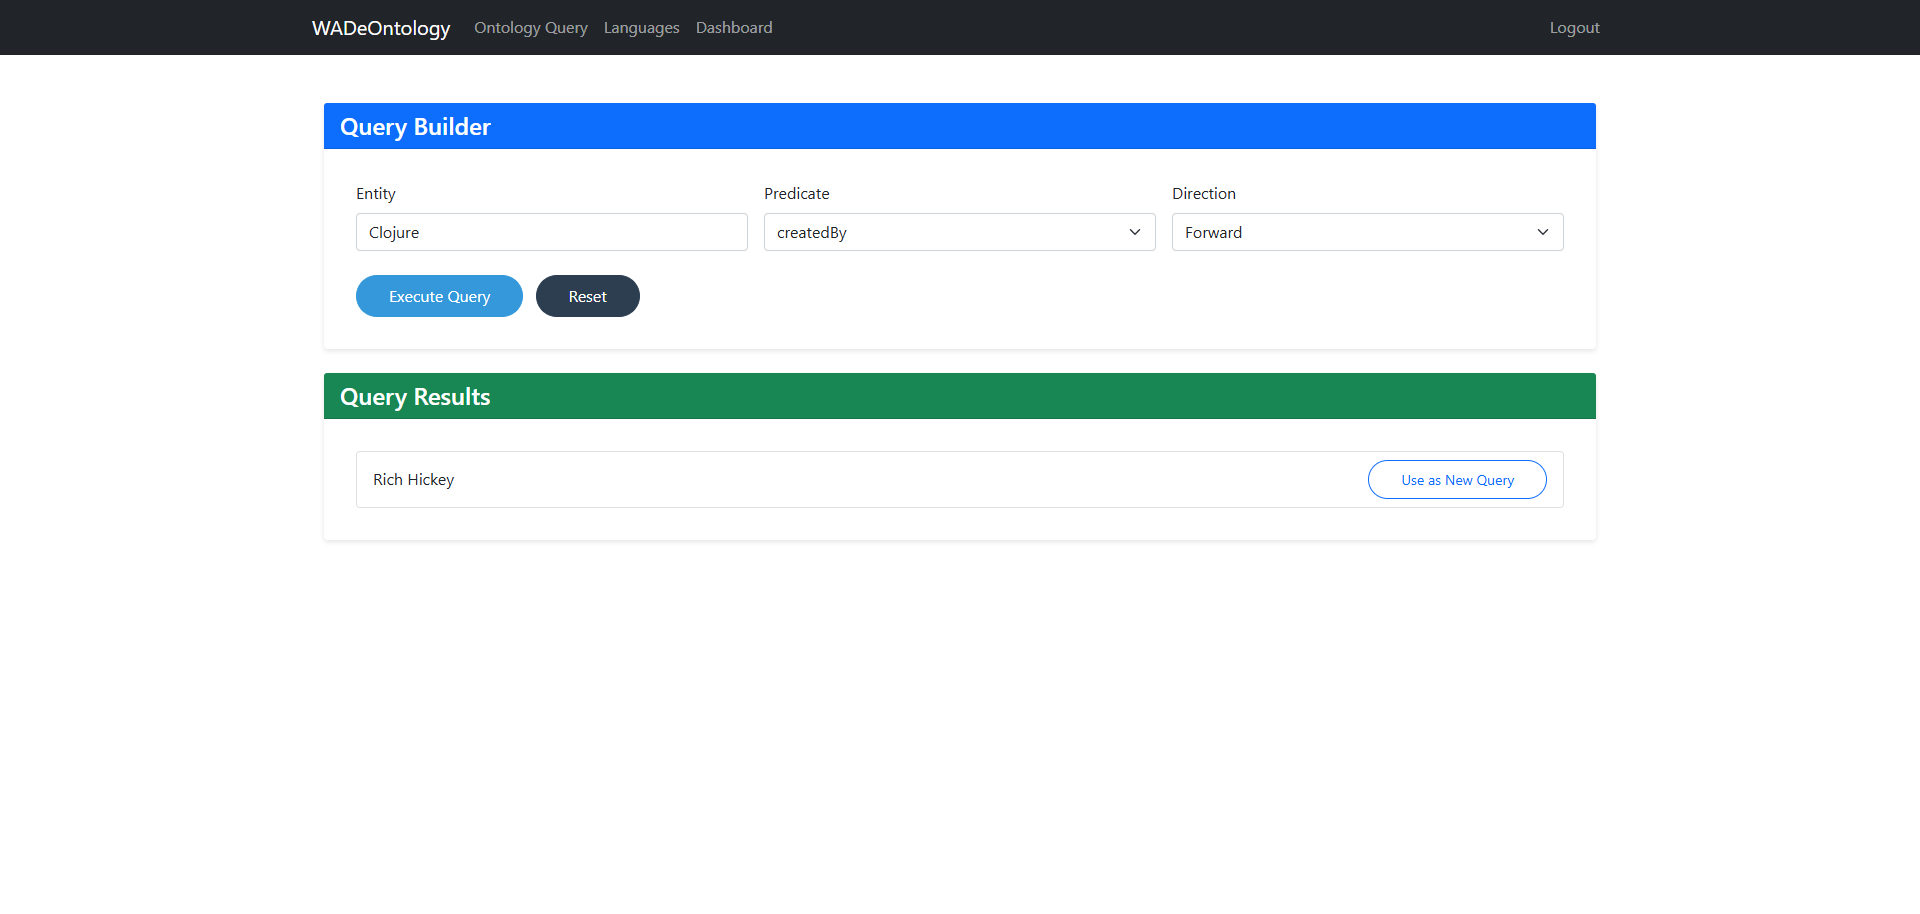 WADeOntology Ontology Query Languages Dashboard Logout
Query Builder
Entity Predicate Direction
Clojure createdBy Forward
Execute Query Reset
Query Results
Rich Hickey Use as New Query